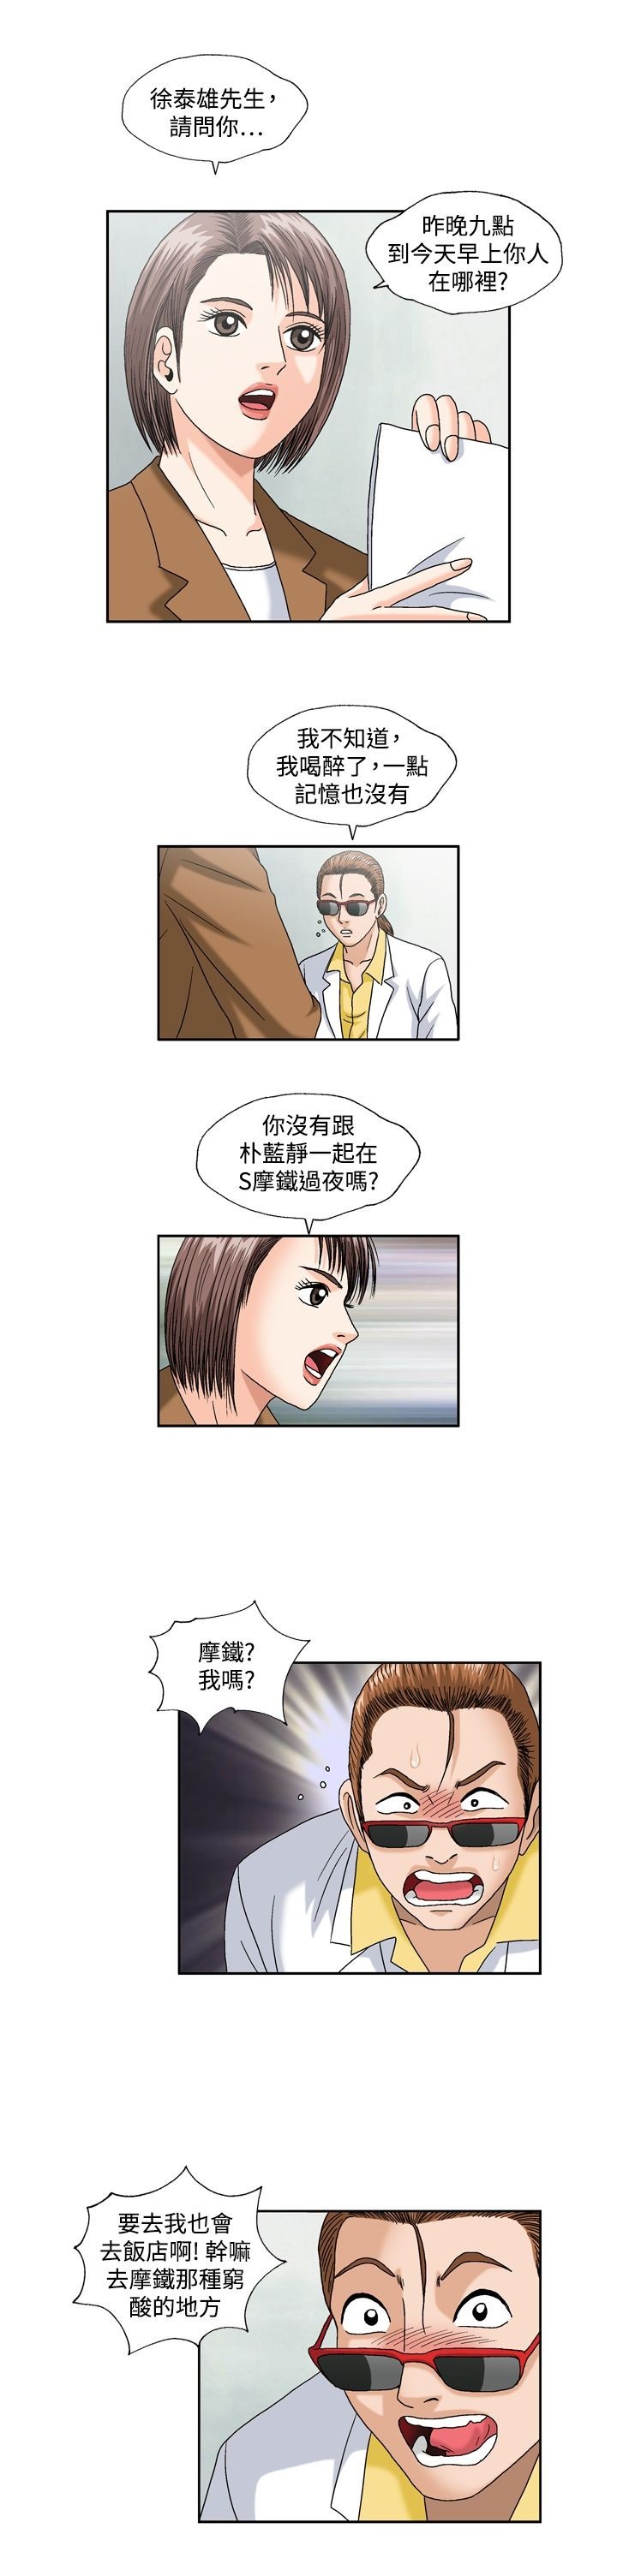 徐泰雄先生，
請問你...
昨晚九點
到今天早上你人
在哪裡?
我不知道，
我喝醉了，一點
記憶也沒有
你沒有跟
朴藍靜一起在
S摩鐵過夜嗎?
摩鐵?
我嗎?
要去我也會
去飯店啊! 幹嘛
去摩鐵那種窮
酸的地方